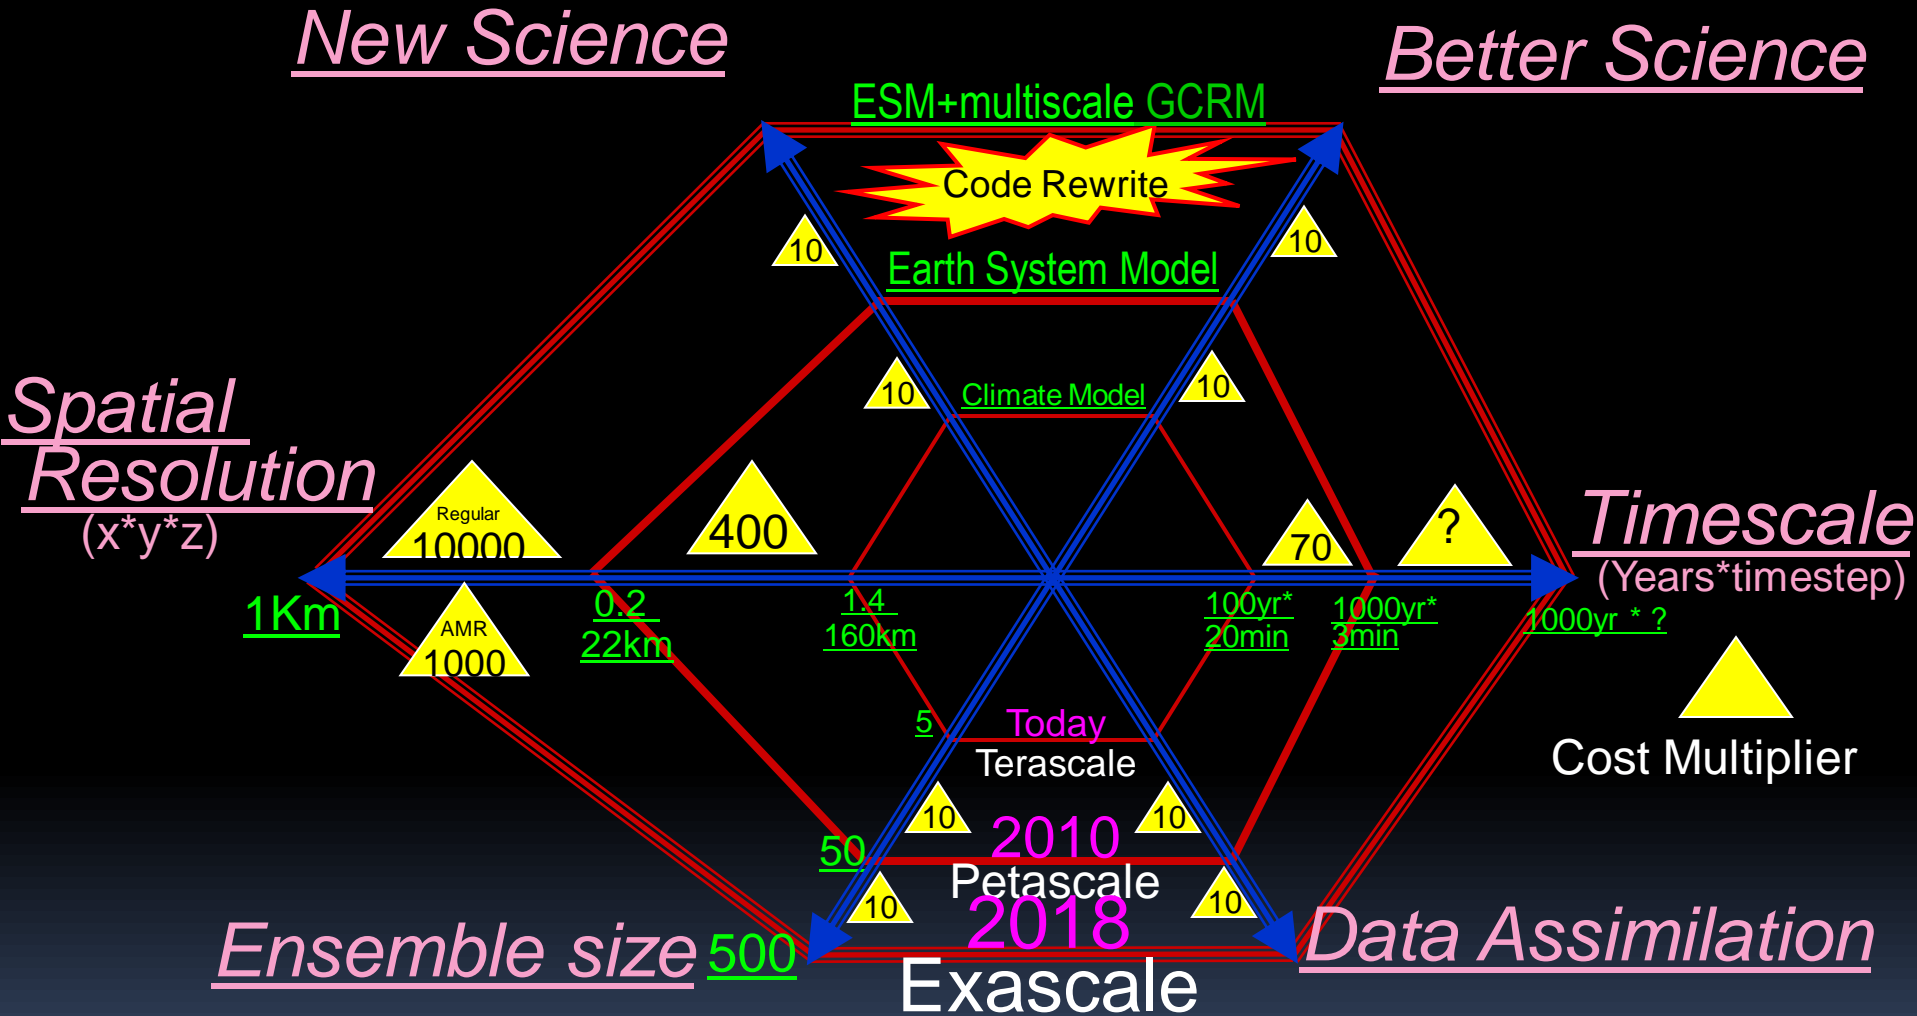 New Science
Better Science
ESM+multiscale GCRM
Code Rewrite
10
10
Earth System Model
10
Climate Model
10
Spatial
Resolution
(x*y*z)
Regular
10000
400
70
?
Timescale
(Years*timestep)
1Km
AMR
1000
0.2
22km
1.4
160km
100yr*
20min
1000yr*
3min
1000yr * ?
5
Today
Terascale
Cost Multiplier
10
10
2010
50
Petascale
10
10
2018
Ensemble size
500
Data Assimilation
Exascale